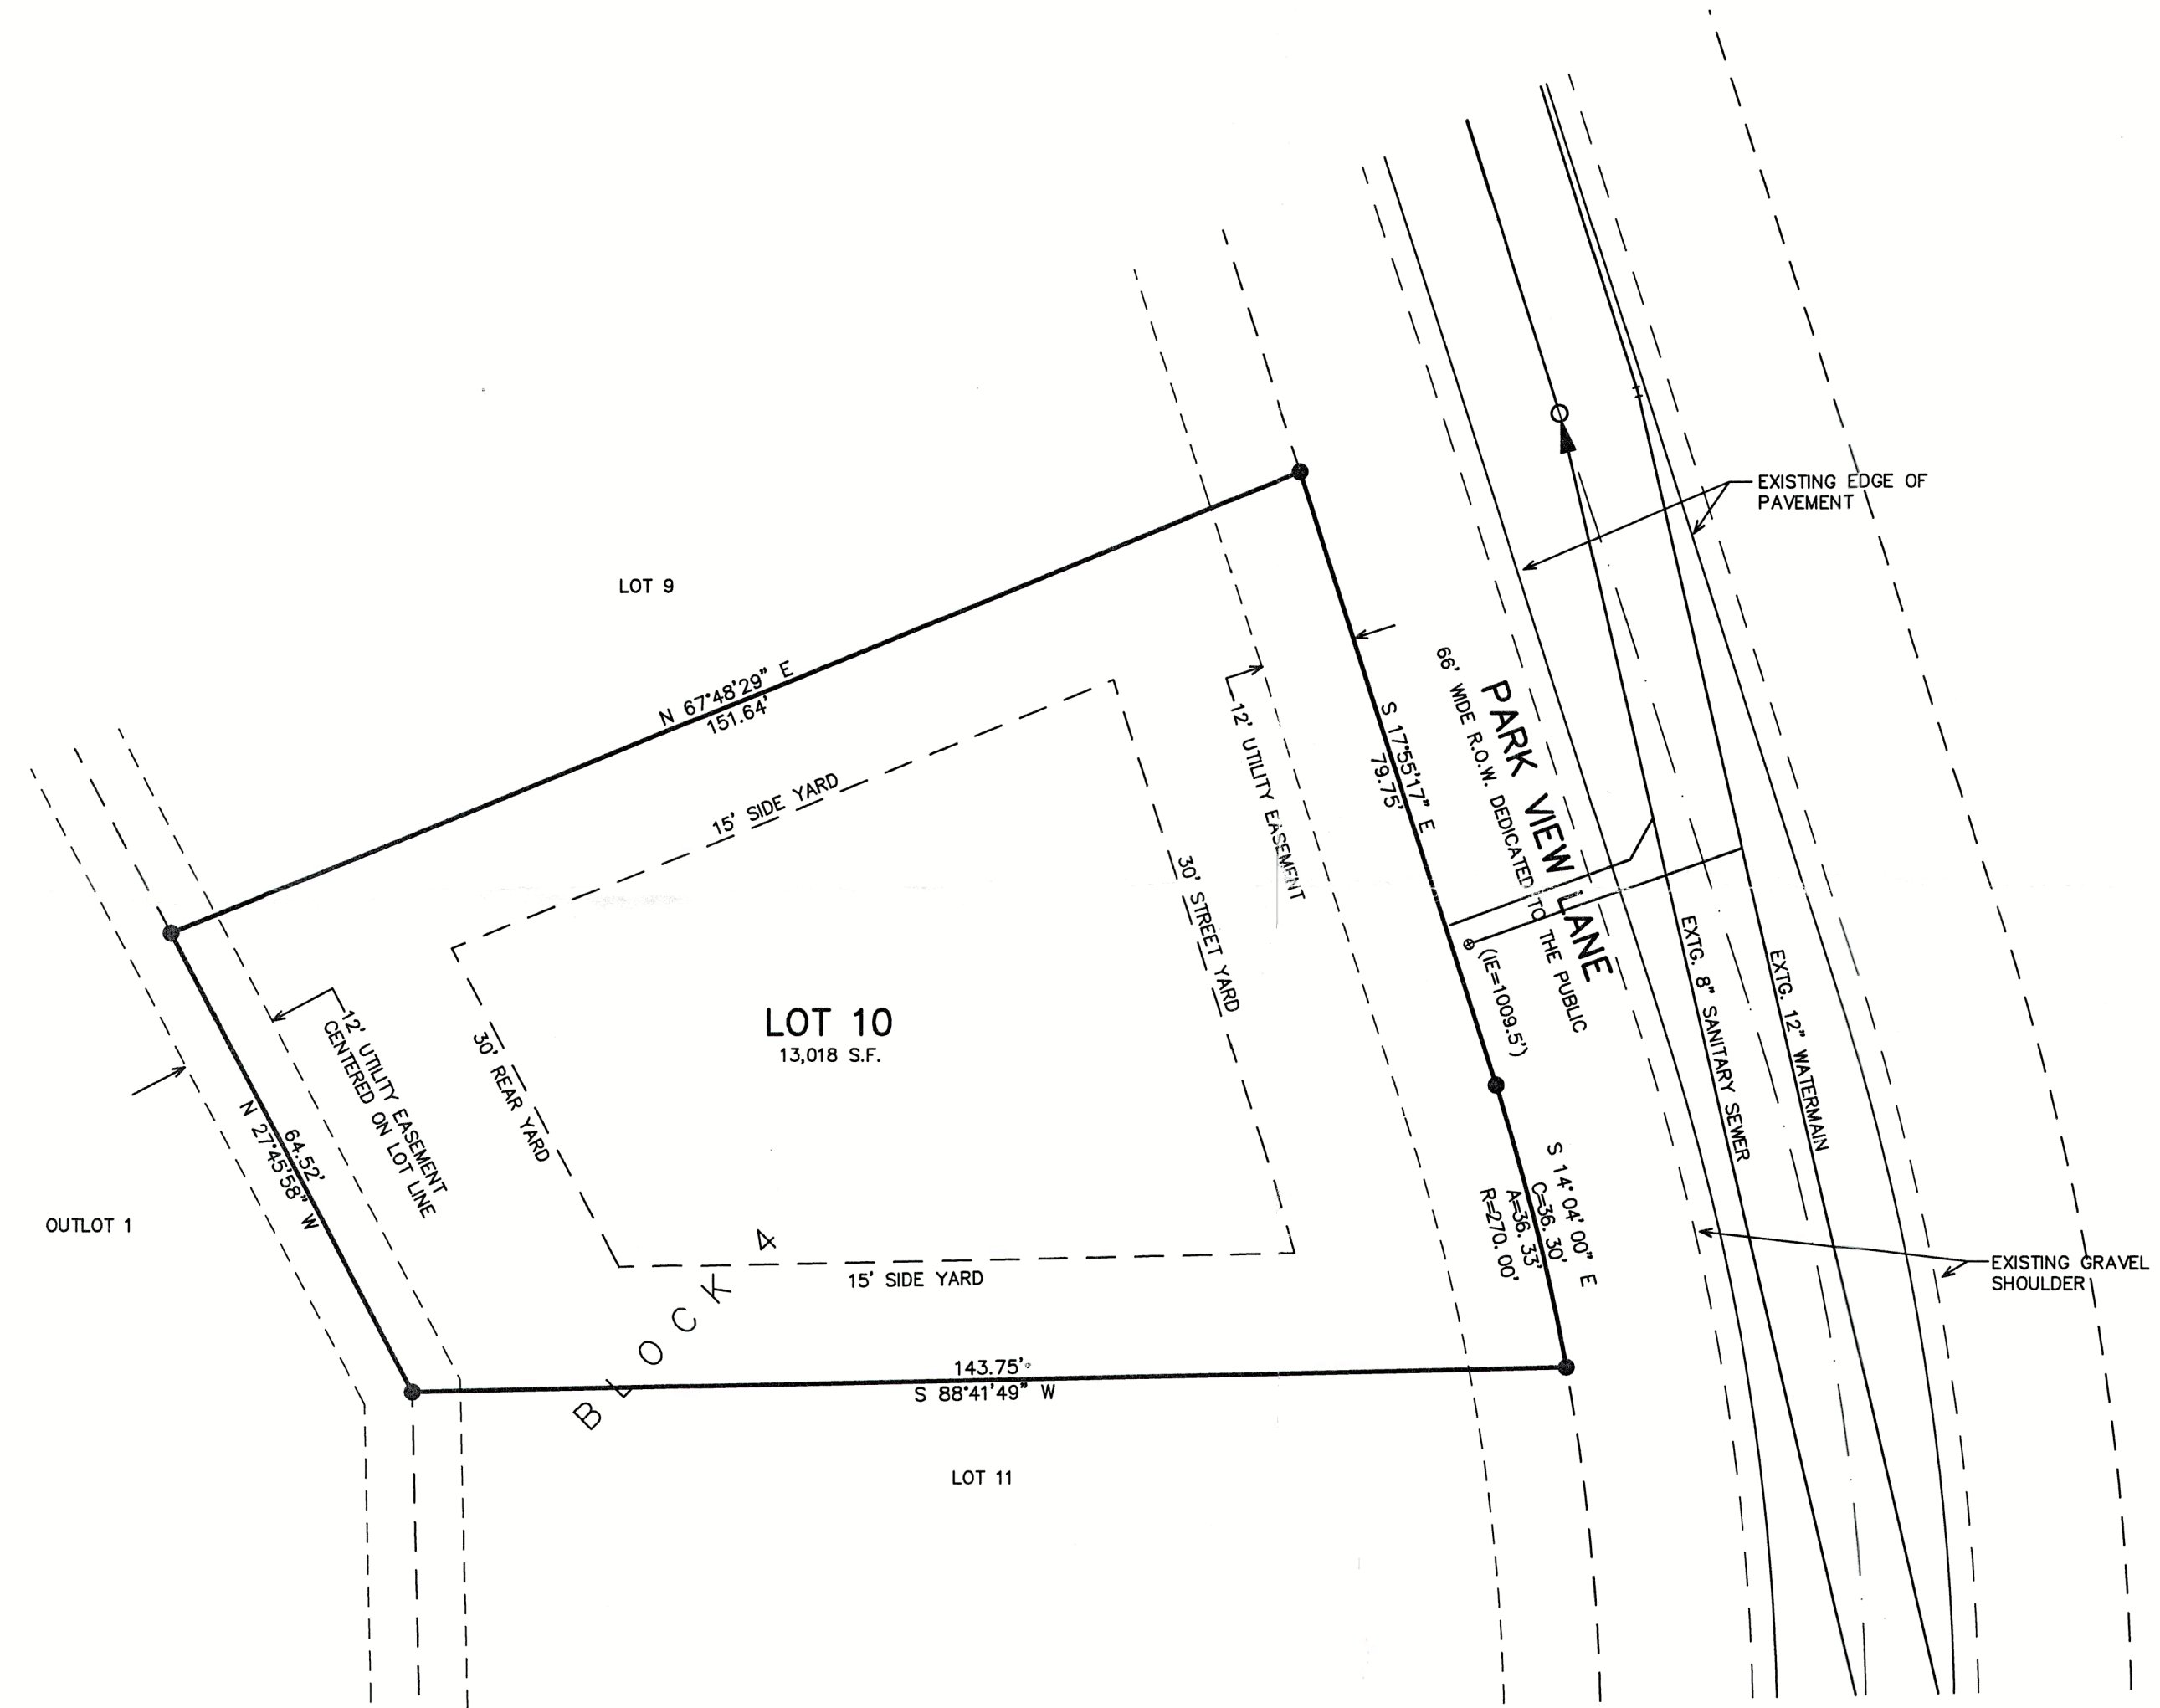 EXISTING EDGE OF
PAVEMENT
LOT 9
N 67°48'29" E
151.64'
S 17°55'17" E
79.75'
12' UTILITY EASEMENT
PARK VIEW LANE
66' WIDE R.O.W. DEDICATED TO THE PUBLIC
15' SIDE YARD
30' STREET YARD
(IE=1009.5')
EXTG. 8" SANITARY SEWER
EXTG. 12" WATERMAIN
LOT 10
13,018 S.F.
30' REAR YARD
12' UTILITY EASEMENT
CENTERED ON LOT LINE
64.52'
N 27°45'58" W
OUTLOT 1
S 14°04'00" E
C=36.30'
A=36.33'
R=270.00'
EXISTING GRAVEL
SHOULDER
15' SIDE YARD
BLOCK 4
143.75'
S 88°41'49" W
LOT 11